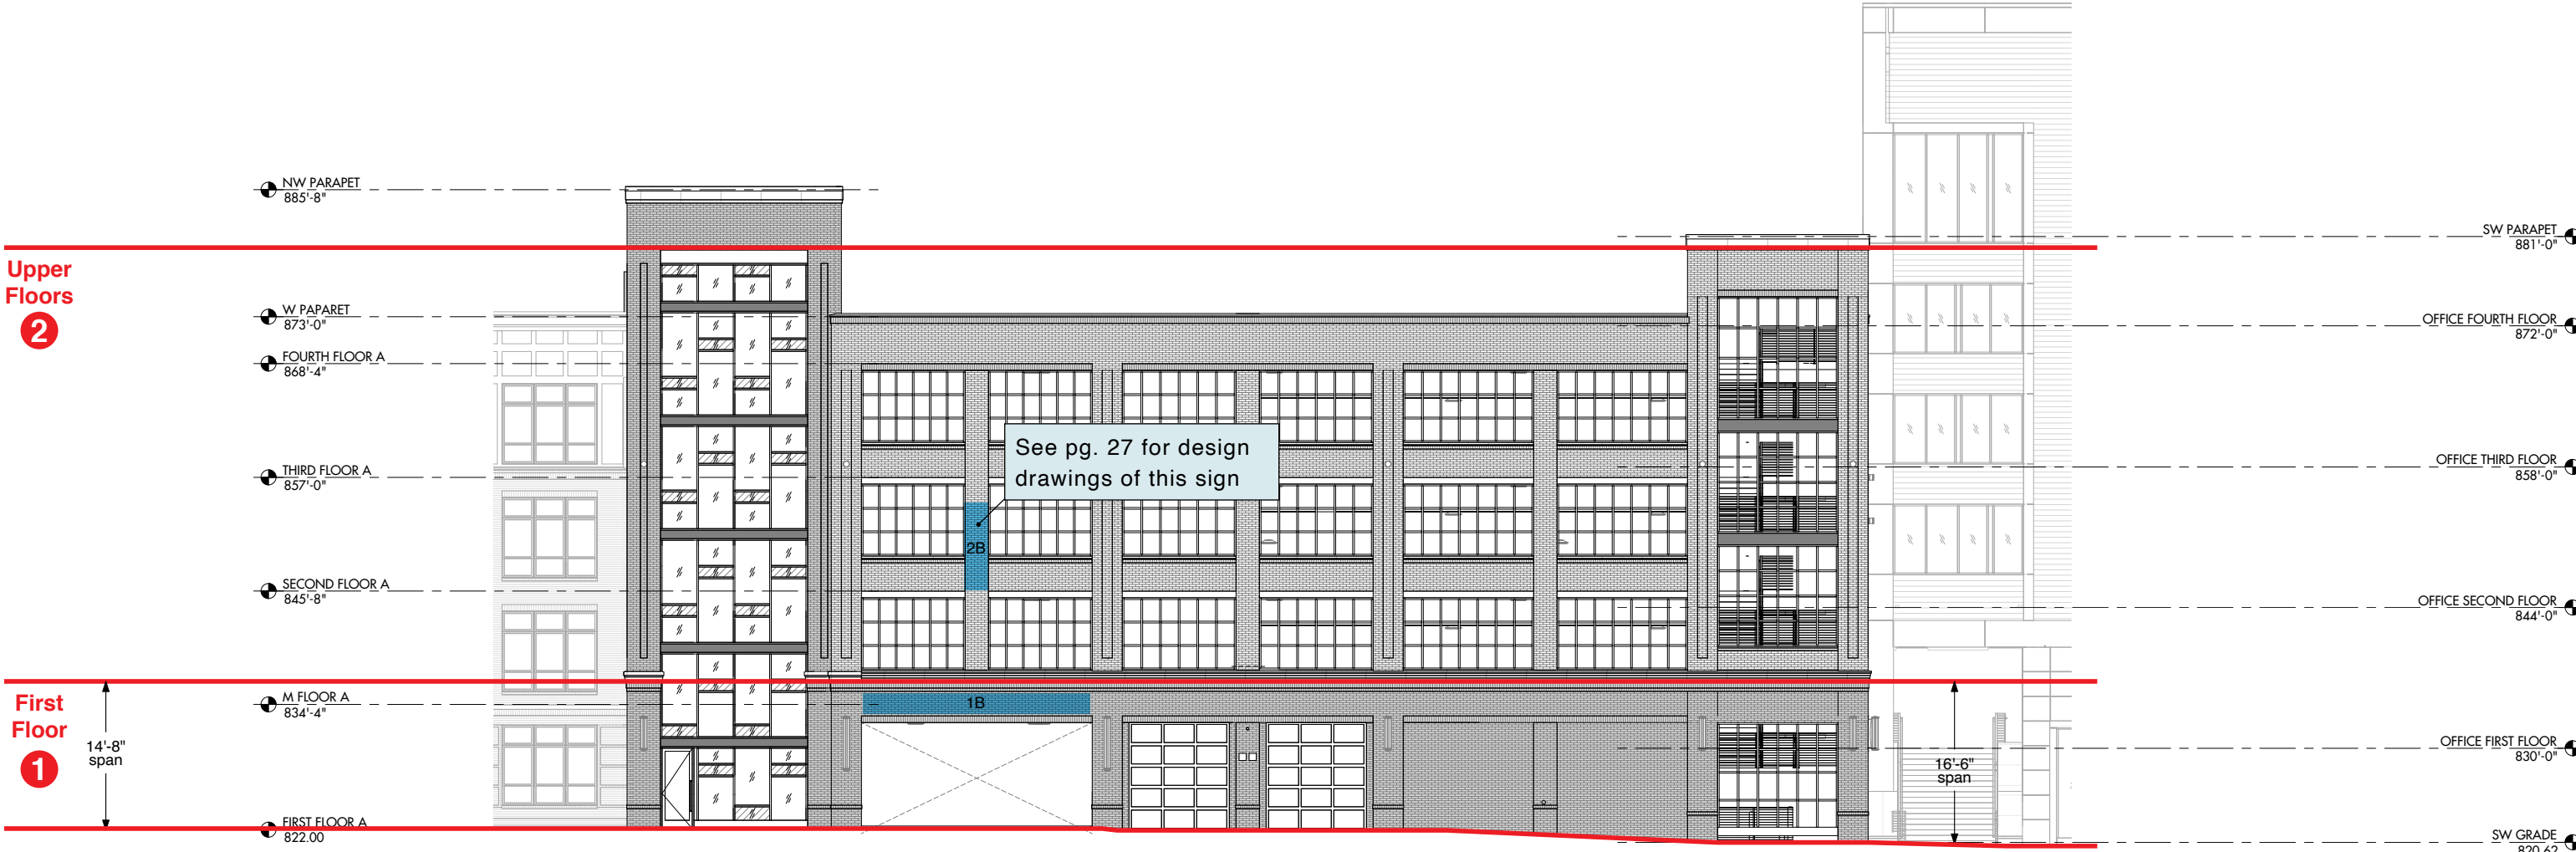 NW PARAPET
885'-8"
SW PARAPET
881'-0"
Upper
Floors
2
W PAPARET
873'-0"
OFFICE FOURTH FLOOR
872'-0"
FOURTH FLOOR A
868'-4"
See pg. 27 for design
drawings of this sign
THIRD FLOOR A
857'-0"
OFFICE THIRD FLOOR
858'-0"
2B
SECOND FLOOR A
845'-8"
OFFICE SECOND FLOOR
844'-0"
First
Floor
1
M FLOOR A
834'-4"
1B
14'-8"
span
OFFICE FIRST FLOOR
830'-0"
16'-6"
span
FIRST FLOOR A
822.00
SW GRADE
820.62